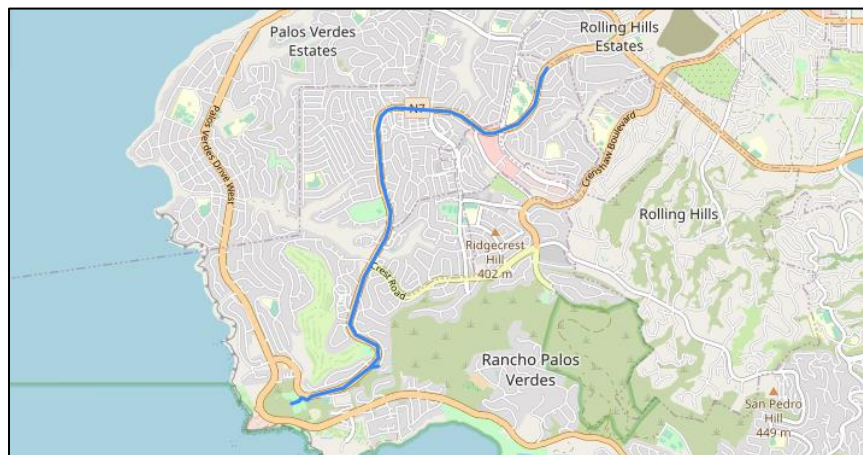 Palos Verdes
Estates
Rolling Hills
Estates
N7
Palos Verdes Drive West
Crenshaw Boulevard
Rolling Hills
Ridgecrest
Hill
402 m
Crest Road
Rancho Palos
Verdes
San Pedro
Hill
449 m